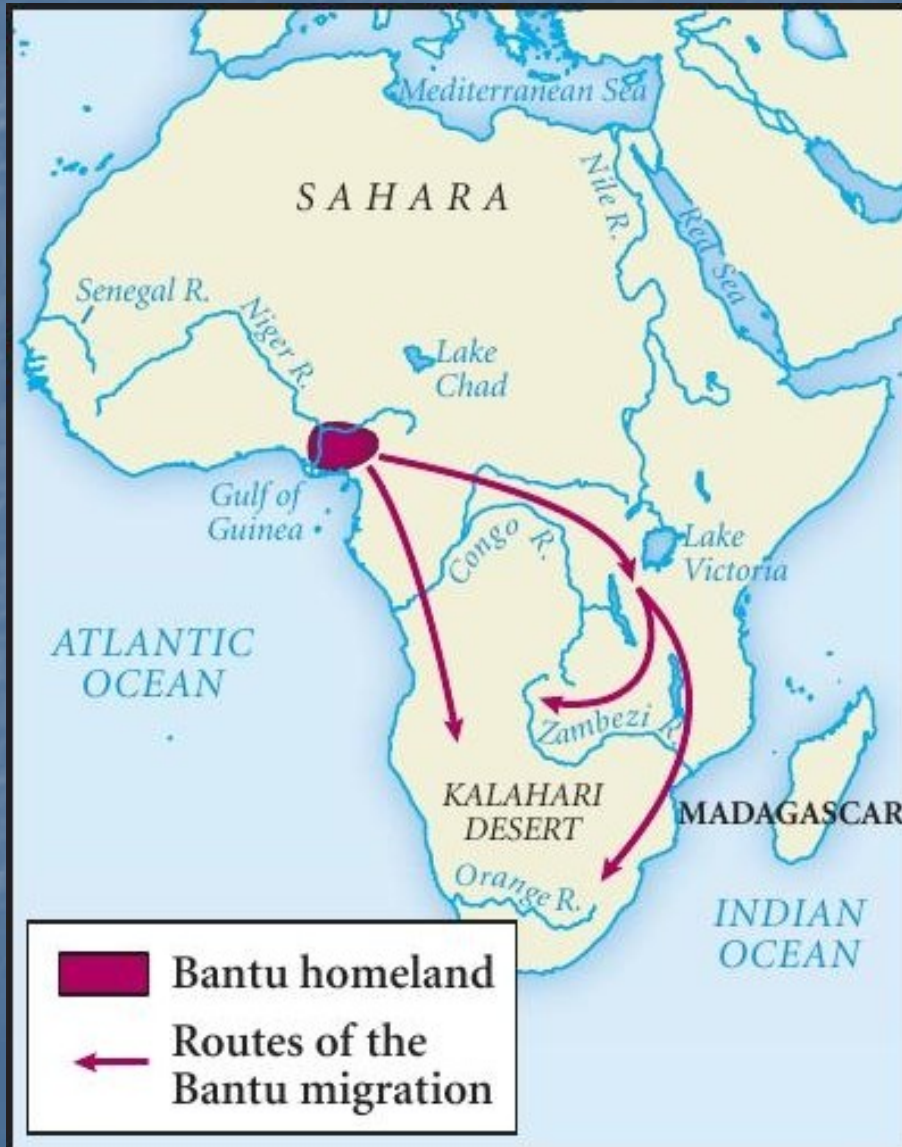 Mediterranean Sea
SAHARA
Nile R.
Red Sea
Senegal R.
Niger R.
Lake
Chad
Gulf of
Guinea
Congo R.
Lake
Victoria
ATLANTIC
OCEAN
Zambezi R.
KALAHARI
DESERT
MADAGASCAR
Orange R.
INDIAN
OCEAN
Bantu homeland
Routes of the
Bantu migration